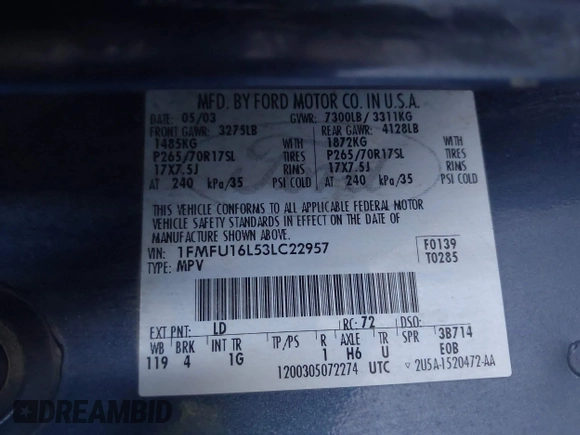 MFD. BY FORD MOTOR CO. IN U.S.A.
DATE: 05/03 GVWR: 7300LB/ 3311KG
FRONT GAWR: 3275LB REAR GAWR: 4128LB
1485KG WITH 1872KG WITH
P265/70R17SL TIRES P265/70R17SL TIRES
17X7.5J RIMS 17X7.5J RIMS
AT 240 kPa/35 PSI COLD AT 240 kPa/35 PSI COLD
THIS VEHICLE CONFORMS TO ALL APPLICABLE FEDERAL MOTOR
VEHICLE SAFETY STANDARDS IN EFFECT ON THE DATE OF
MANUFACTURE SHOWN ABOVE.
VIN: 1FMFU16L53LC22957 F0139
TYPE: MPV T0285
EXT PNT: LD RC: 72 DSO:
WB BRK INT TR TP/PS R AXLE TR SPR 3B714
119 4 1G 1 H6 U EOB
1200305072274 UTC ▽ 2U5A-1520472-AA
DREAMBID